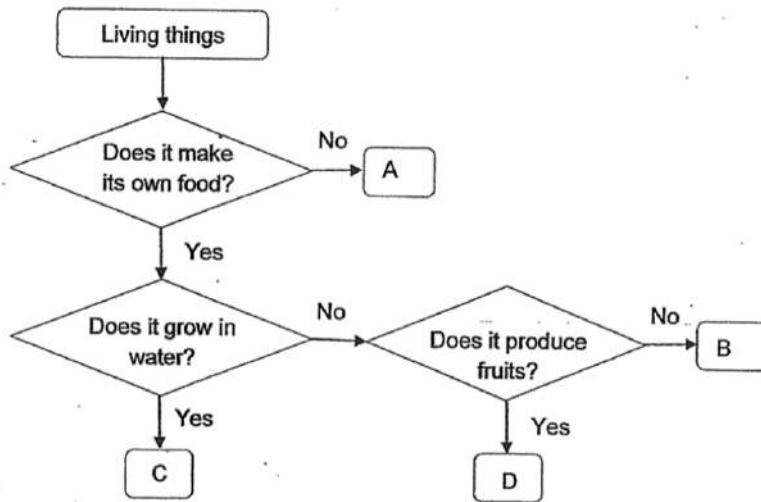 Living things
Does it make
its own food?
No
A
Yes
Does it grow in
water?
No
Does it produce
fruits?
No
B
Yes
C
Yes
D